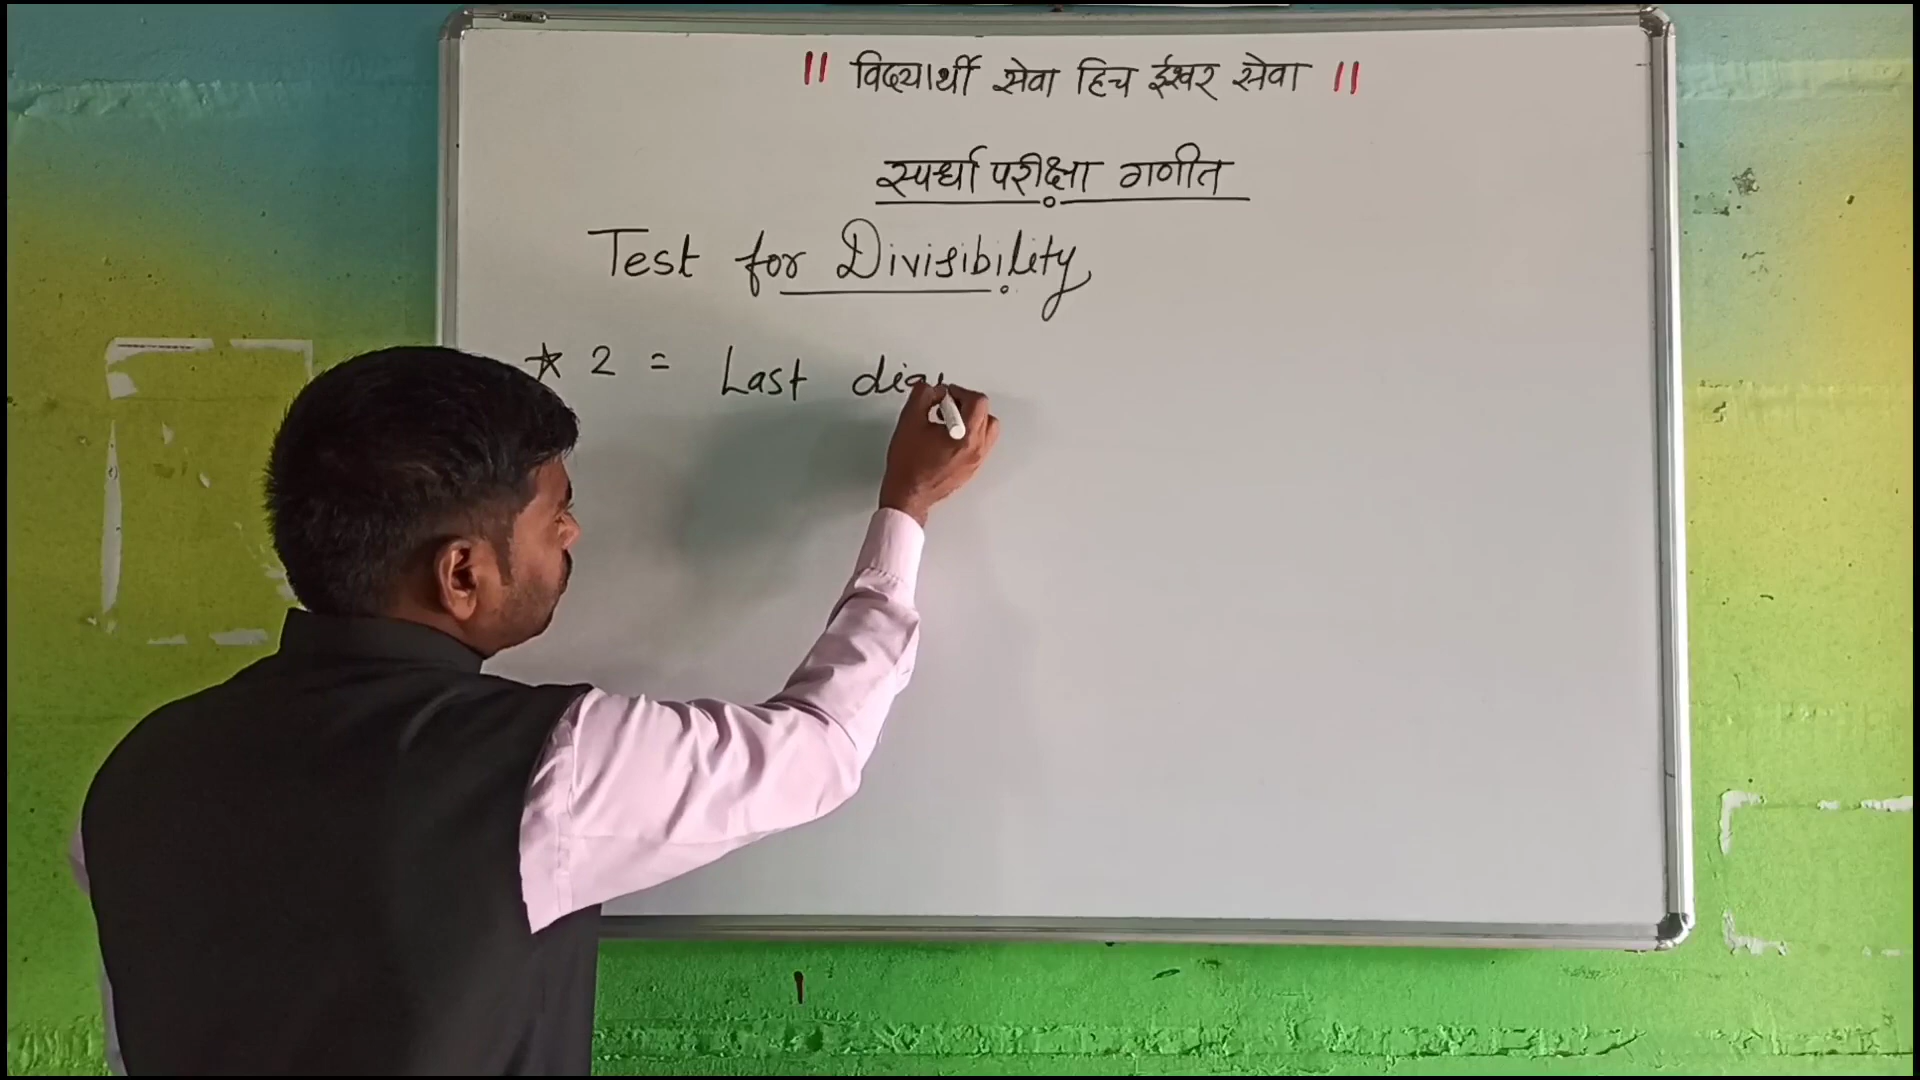 || विद्यार्थी सेवा हिच ईश्वर सेवा ||
स्पर्धा परीक्षा गणीत
Test for Divisibility
★ 2 = Last